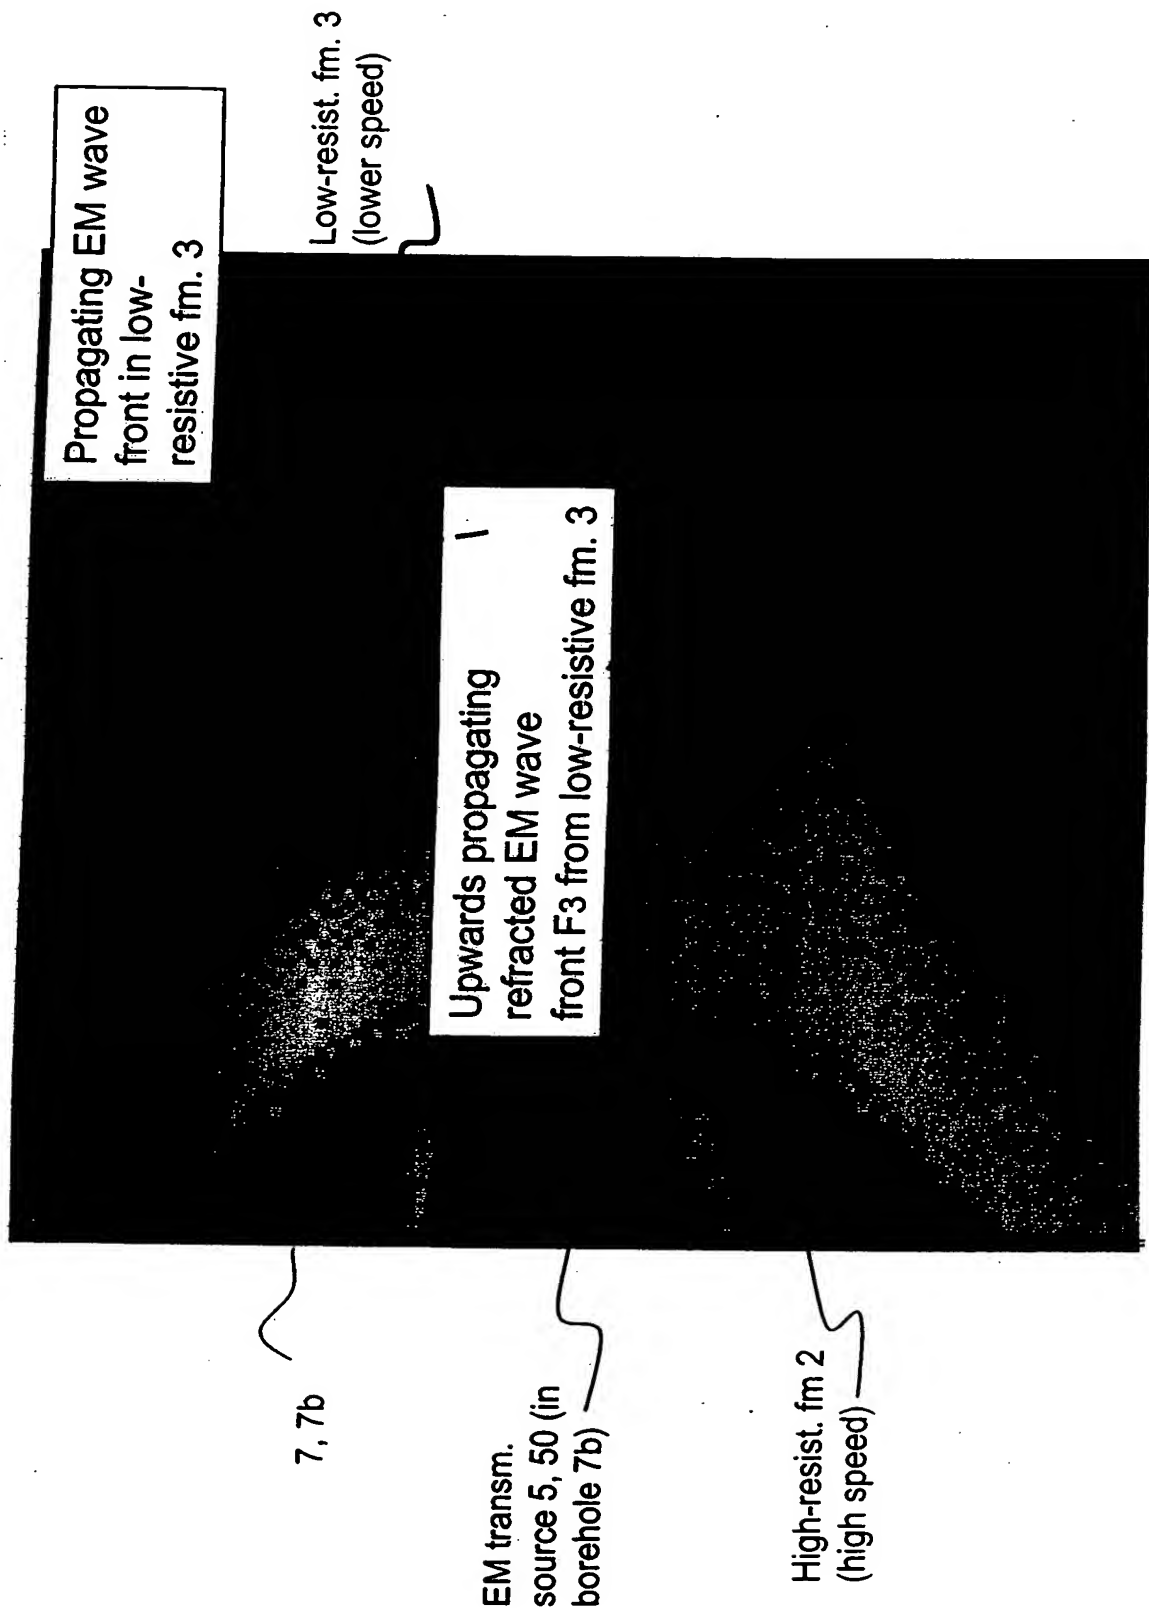 7, 7b
EM transm.
source 5, 50 (in
borehole 7b)
High-resist. fm 2
(high speed)
Upwards propagating
refracted EM wave
front F3 from low-resistive fm. 3
Propagating EM wave
front in low-
resistive fm. 3
Low-resist. fm. 3
(lower speed)